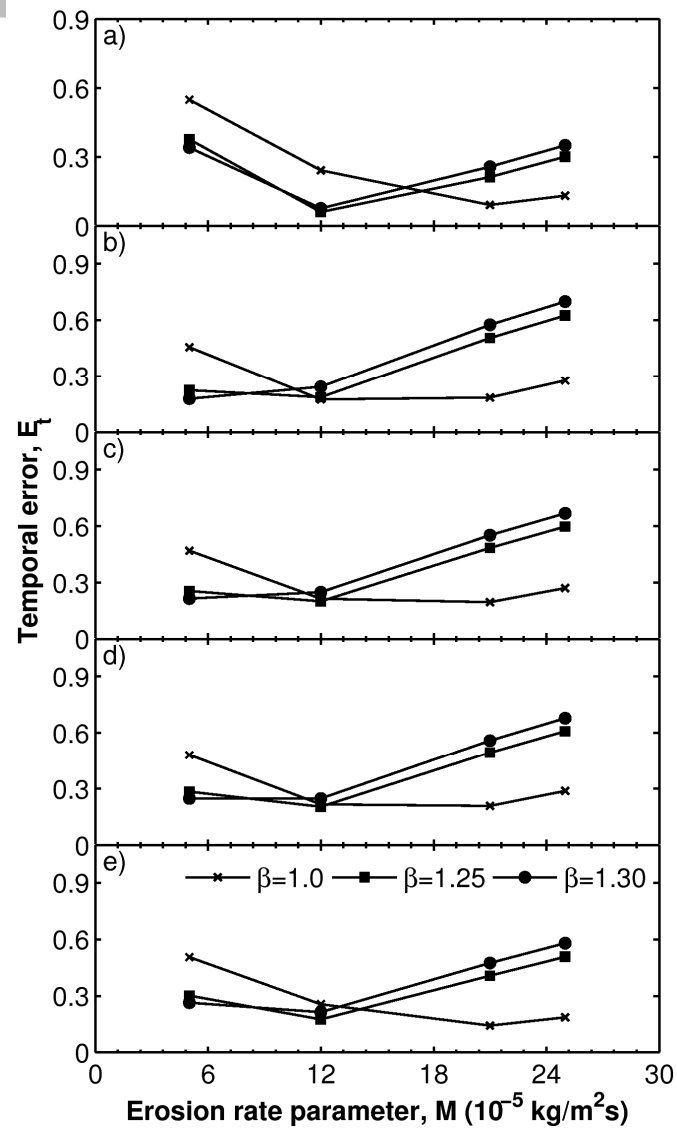 0.9
a)
0.6
0.3
0
b)
0.9
0.6
0.3
0
c)
0.9
0.6
0.3
0
d)
0.9
0.6
0.3
0
e)
β=1.0 β=1.25 β=1.30
0.9
0.6
0.3
0
0 6 12 18 24 30
Temporal error, Eₜ
Erosion rate parameter, M (10⁻⁵ kg/m²s)